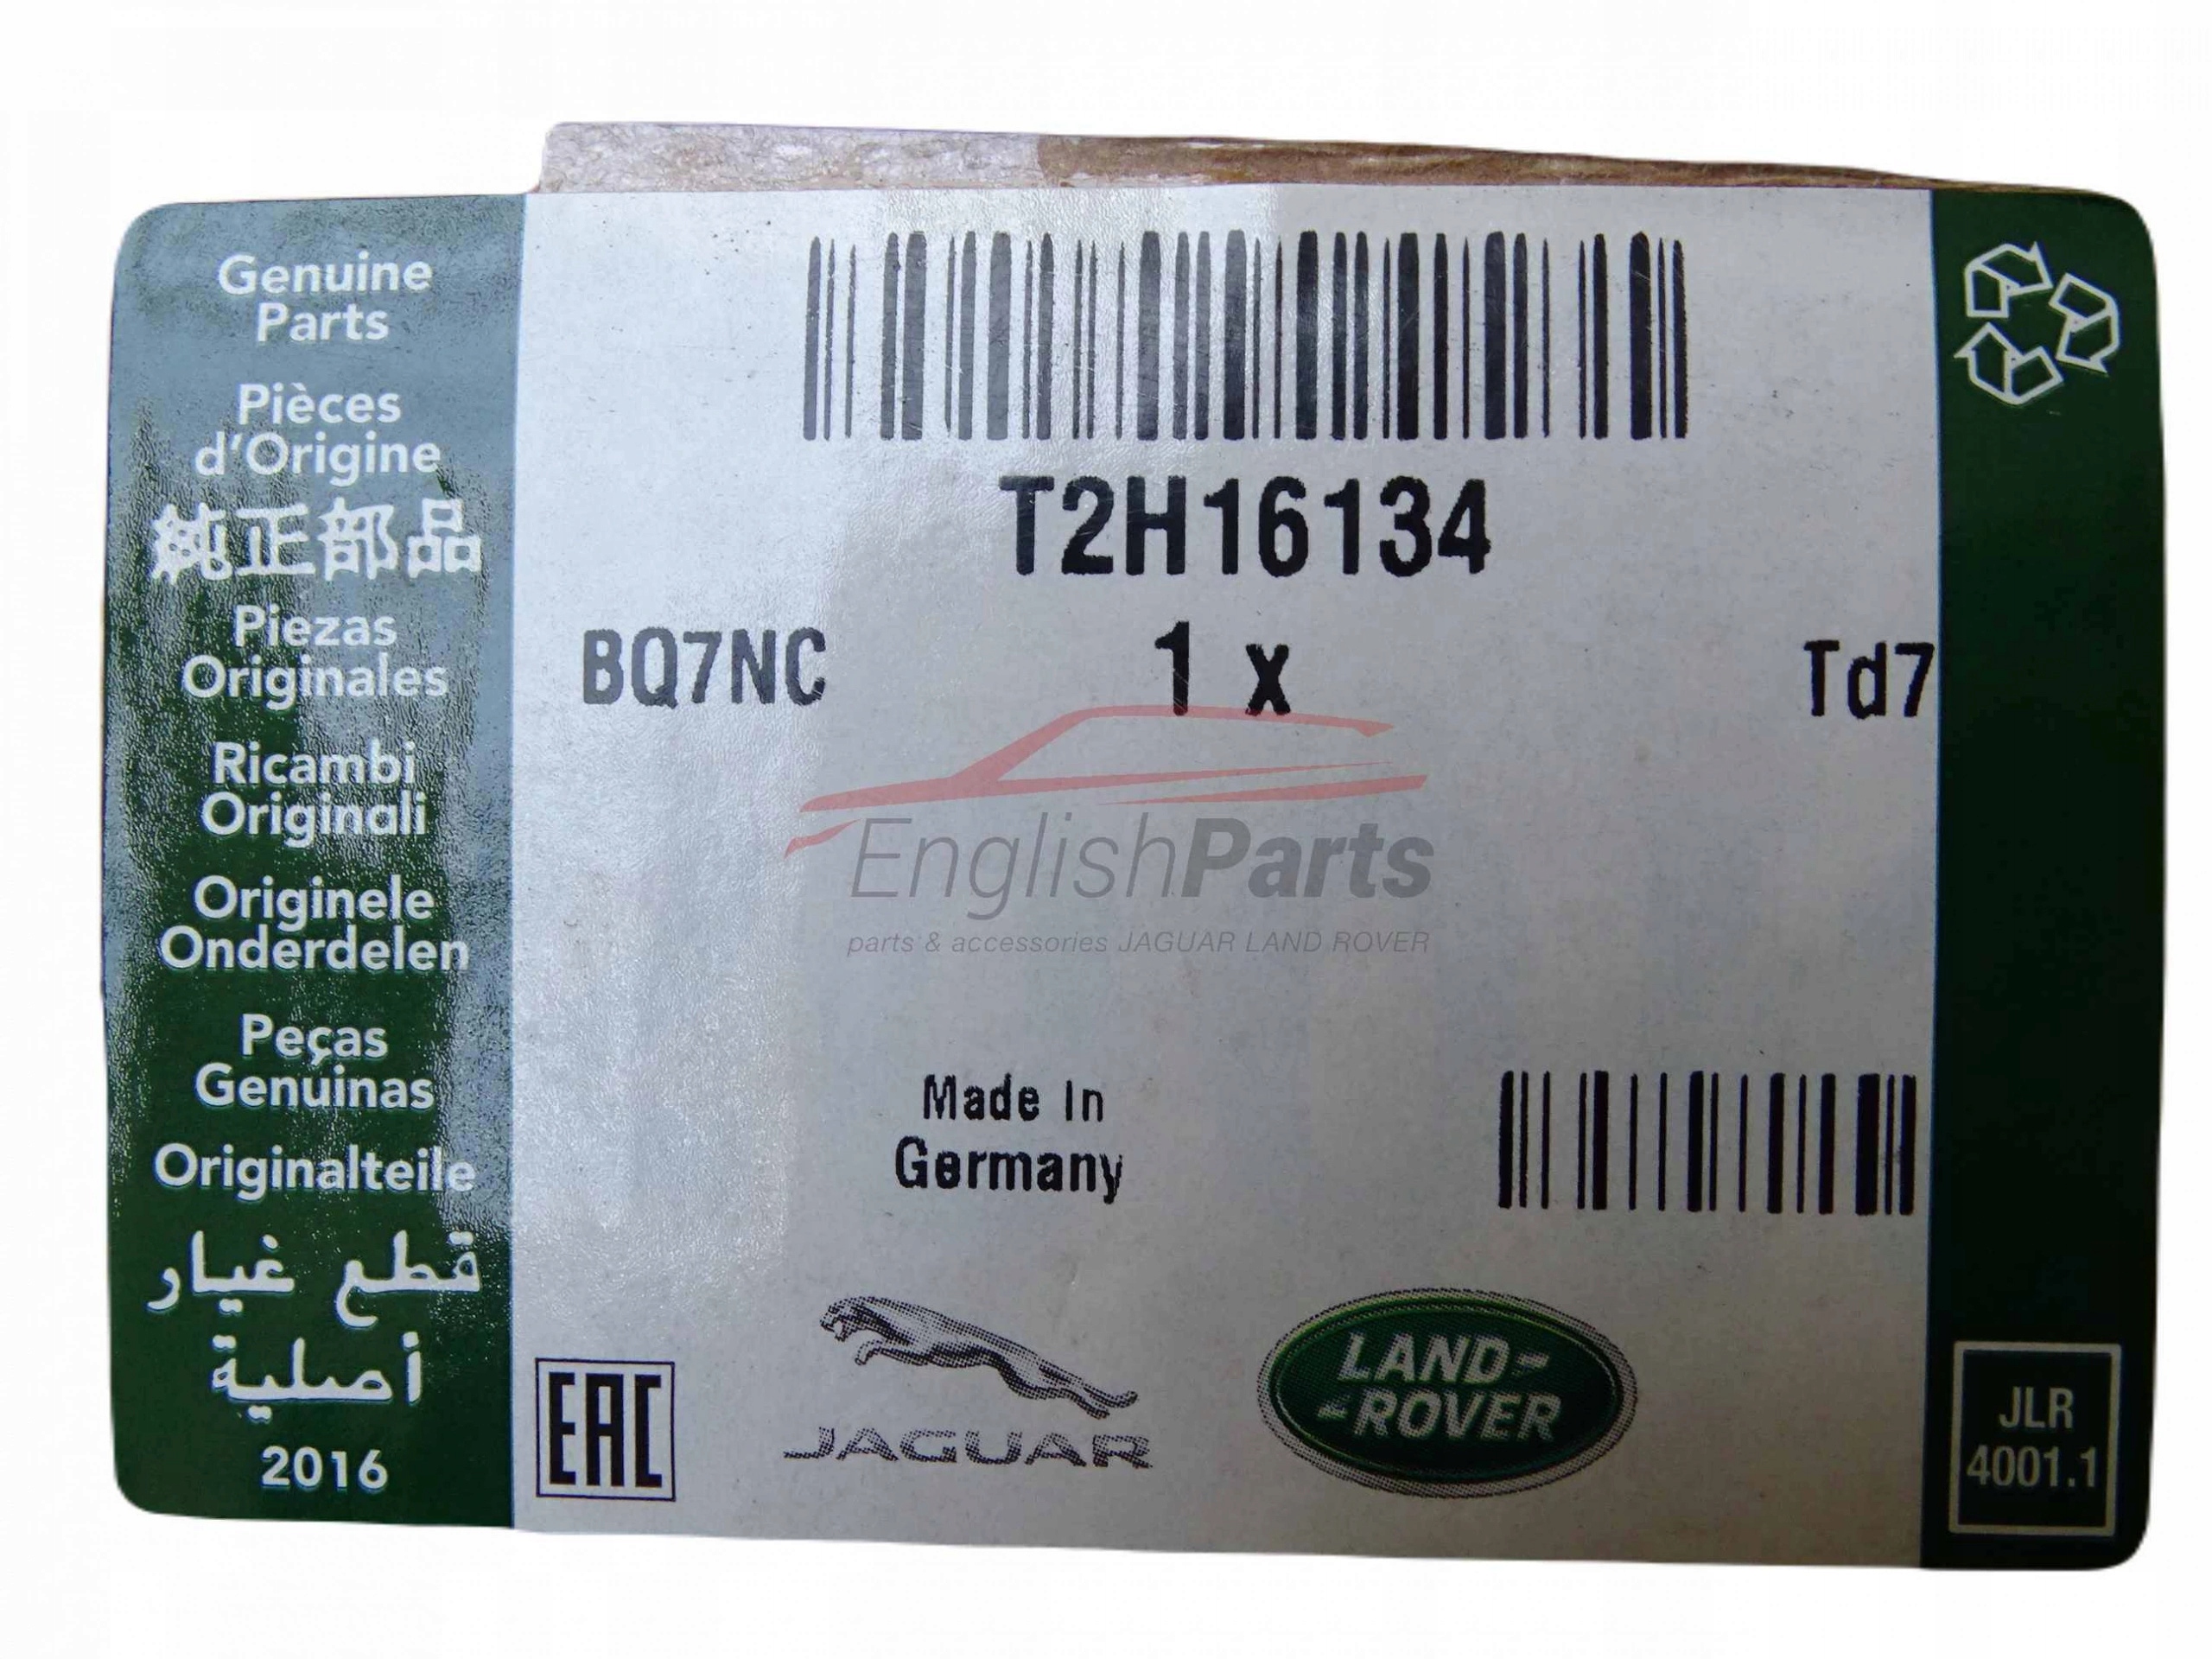 Genuine
Parts
Pièces
d'Origine
純正部品
Piezas
Originales
Ricambi
Originali
Originele
Onderdelen
Peças
Genuinas
Originalteile
قطع غيار
أصلية
2016
T2H16134
BQ7NC
1 x
Td7
EnglishParts
parts & accessories JAGUAR LAND ROVER
Made In
Germany
EAC
JAGUAR
LAND-
-ROVER
JLR
4001.1